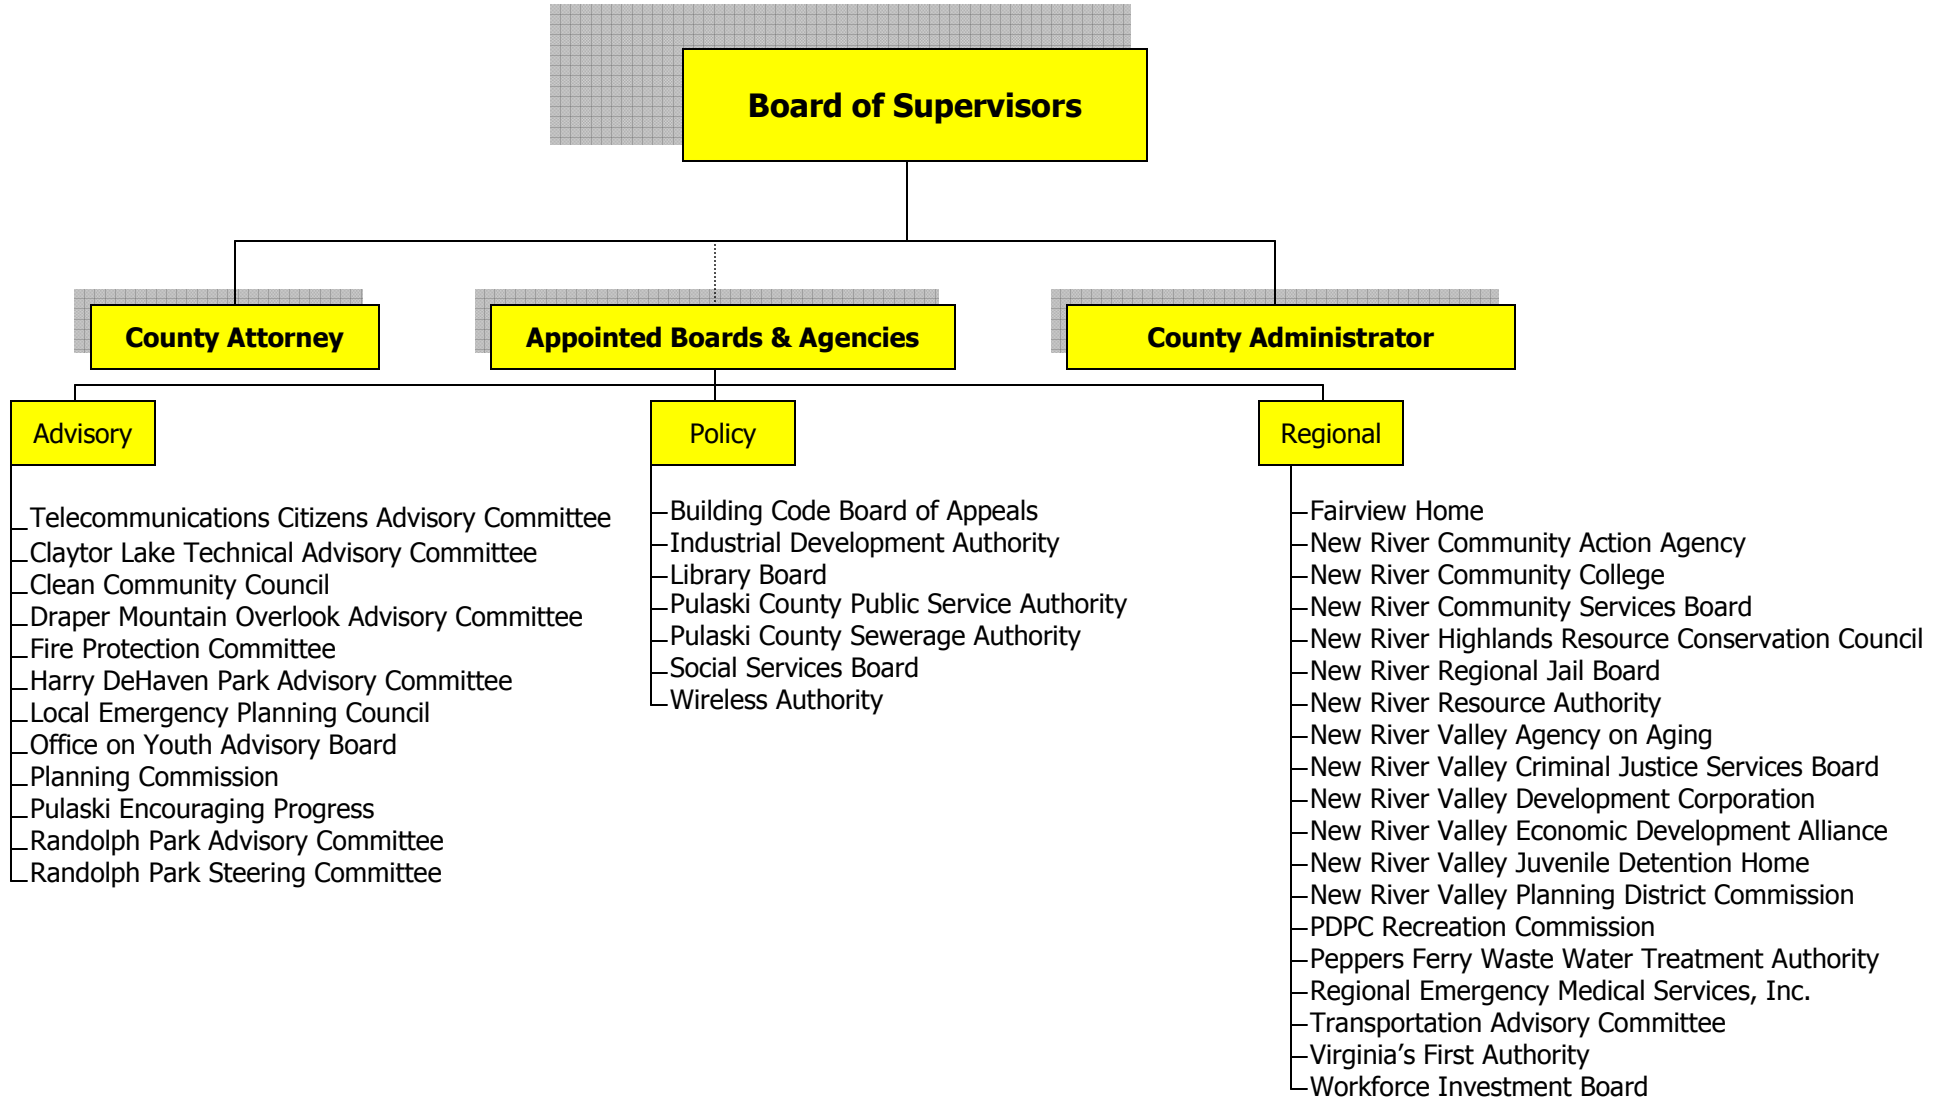 Board of Supervisors
County Attorney
Appointed Boards & Agencies
County Administrator
Advisory
Telecommunications Citizens Advisory Committee
Claytor Lake Technical Advisory Committee
Clean Community Council
Draper Mountain Overlook Advisory Committee
Fire Protection Committee
Harry DeHaven Park Advisory Committee
Local Emergency Planning Council
Office on Youth Advisory Board
Planning Commission
Pulaski Encouraging Progress
Randolph Park Advisory Committee
Randolph Park Steering Committee
Policy
Building Code Board of Appeals
Industrial Development Authority
Library Board
Pulaski County Public Service Authority
Pulaski County Sewerage Authority
Social Services Board
Wireless Authority
Regional
Fairview Home
New River Community Action Agency
New River Community College
New River Community Services Board
New River Highlands Resource Conservation Council
New River Regional Jail Board
New River Resource Authority
New River Valley Agency on Aging
New River Valley Criminal Justice Services Board
New River Valley Development Corporation
New River Valley Economic Development Alliance
New River Valley Juvenile Detention Home
New River Valley Planning District Commission
PDPC Recreation Commission
Peppers Ferry Waste Water Treatment Authority
Regional Emergency Medical Services, Inc.
Transportation Advisory Committee
Virginia’s First Authority
Workforce Investment Board